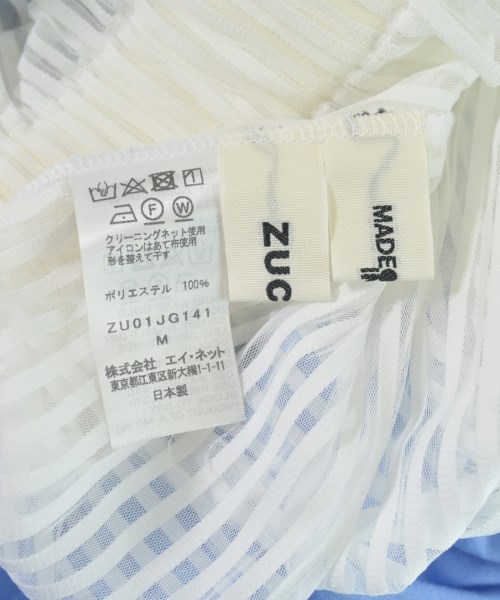 1
F
W
クリーニングネット使用
アイロンはあて布使用
形を整えて干す
ポリエステル 100%
ZU01JG141
M
株式会社 エイ・ネット
東京都江東区新大橋1-1-11
日本製
ZUC
MADE
IN